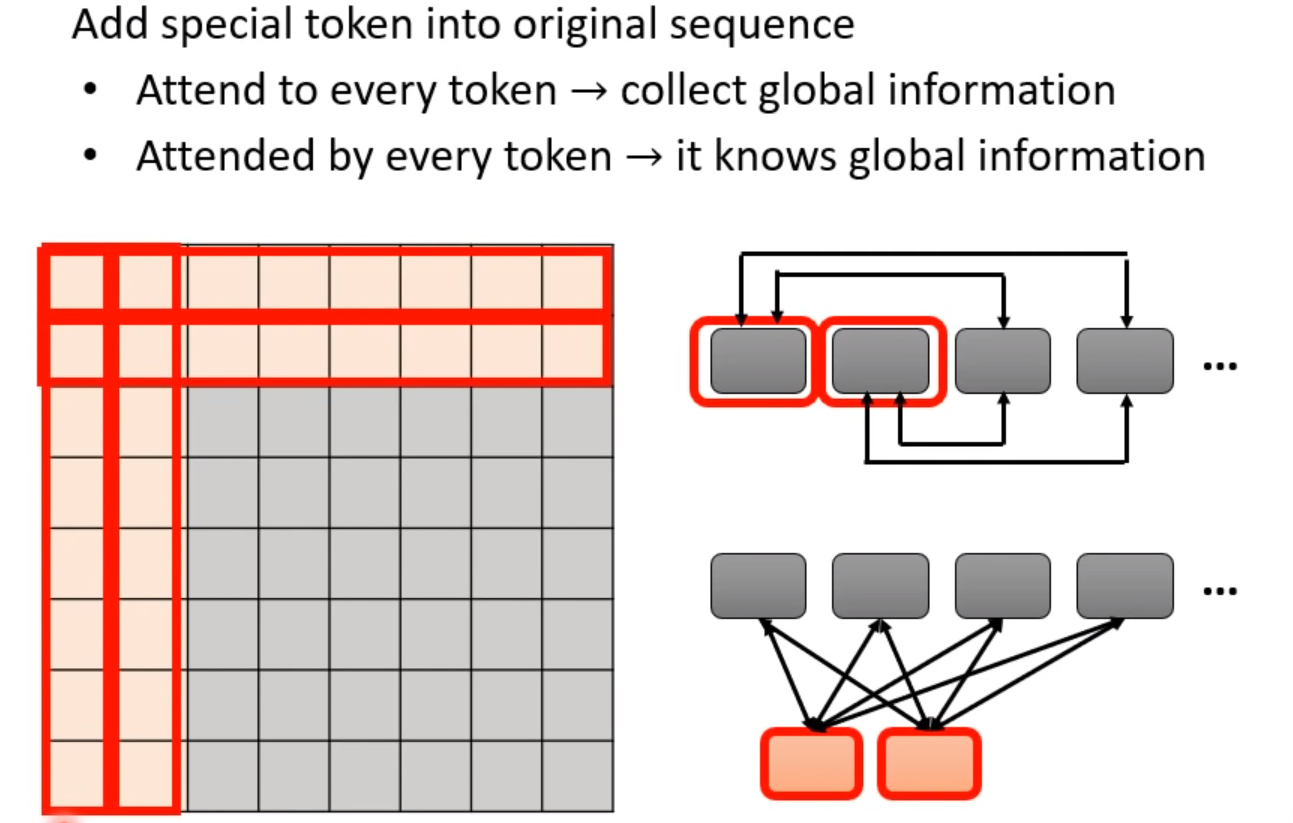 Add special token into original sequence
• Attend to every token → collect global information
• Attended by every token → it knows global information
...
...